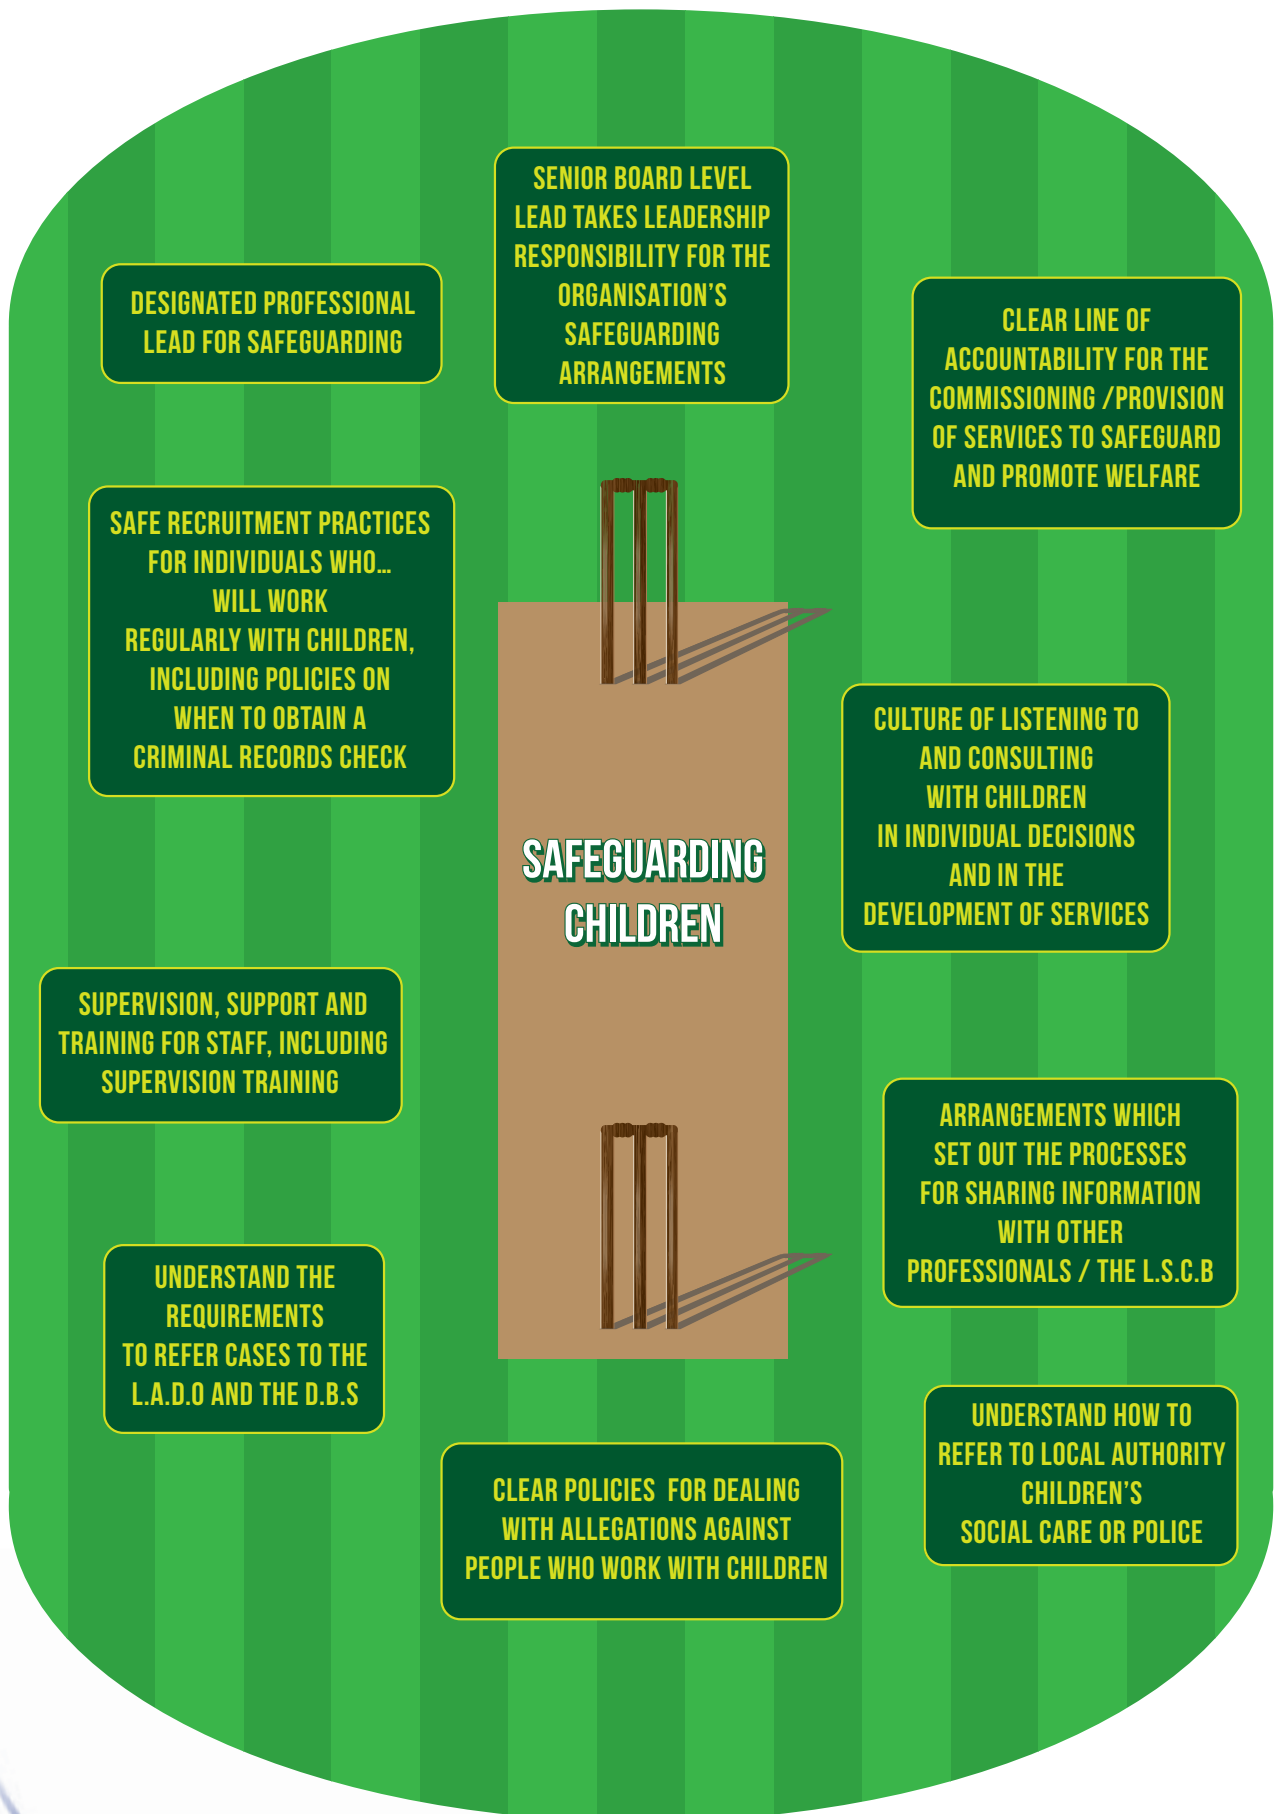 SENIOR BOARD LEVEL
LEAD TAKES LEADERSHIP
RESPONSIBILITY FOR THE
ORGANISATION'S
SAFEGUARDING
ARRANGEMENTS
DESIGNATED PROFESSIONAL
LEAD FOR SAFEGUARDING
CLEAR LINE OF
ACCOUNTABILITY FOR THE
COMMISSIONING /PROVISION
OF SERVICES TO SAFEGUARD
AND PROMOTE WELFARE
SAFE RECRUITMENT PRACTICES
FOR INDIVIDUALS WHO...
WILL WORK
REGULARLY WITH CHILDREN,
INCLUDING POLICIES ON
WHEN TO OBTAIN A
CRIMINAL RECORDS CHECK
CULTURE OF LISTENING TO
AND CONSULTING
WITH CHILDREN
IN INDIVIDUAL DECISIONS
AND IN THE
DEVELOPMENT OF SERVICES
SAFEGUARDING
CHILDREN
SUPERVISION, SUPPORT AND
TRAINING FOR STAFF, INCLUDING
SUPERVISION TRAINING
ARRANGEMENTS WHICH
SET OUT THE PROCESSES
FOR SHARING INFORMATION
WITH OTHER
PROFESSIONALS / THE L.S.C.B
UNDERSTAND THE
REQUIREMENTS
TO REFER CASES TO THE
L.A.D.O AND THE D.B.S
UNDERSTAND HOW TO
REFER TO LOCAL AUTHORITY
CHILDREN'S
SOCIAL CARE OR POLICE
CLEAR POLICIES  FOR DEALING
WITH ALLEGATIONS AGAINST
PEOPLE WHO WORK WITH CHILDREN